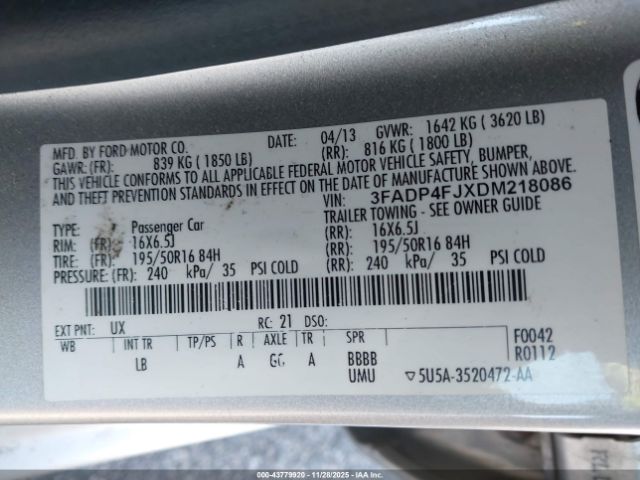 MFD. BY FORD MOTOR CO. DATE: 04/13 GVWR: 1642 KG ( 3620 LB)
GAWR: (FR): 839 KG ( 1850 LB) (RR): 816 KG ( 1800 LB)
THIS VEHICLE CONFORMS TO ALL APPLICABLE FEDERAL MOTOR VEHICLE SAFETY, BUMPER,
AND THEFT PREVENTION STANDARDS IN EFFECT ON THE DATE OF MANUFACTURE SHOWN ABOVE.
VIN: 3FADP4FJXDM218086
TYPE: Passenger Car TRAILER TOWING - SEE OWNER GUIDE
RIM: (FR): 16X6.5J (RR): 16X6.5J
TIRE: (FR): 195/50R16 84H (RR): 195/50R16 84H
PRESSURE: (FR): 240 kPa/ 35 PSI COLD (RR): 240 kPa/ 35 PSI COLD
EXT PNT: UX RC: 21 DSO:
WB INT TR TP/PS R AXLE TR SPR F0042
LB A GG A BBBB R0112
UMU ▽5U5A-3520472-AA
000-43779920 | 11/28/2025 | COPART